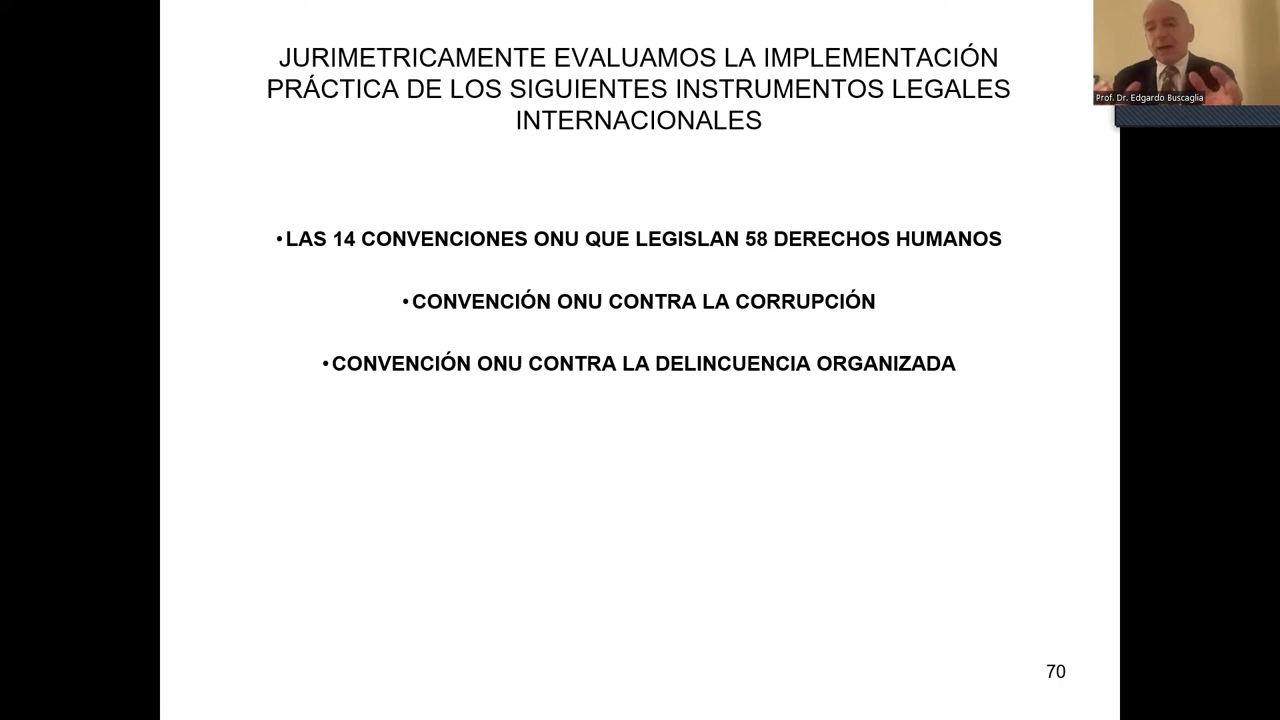 JURIMETRICAMENTE EVALUAMOS LA IMPLEMENTACIÓN
PRÁCTICA DE LOS SIGUIENTES INSTRUMENTOS LEGALES
INTERNACIONALES
•LAS 14 CONVENCIONES ONU QUE LEGISLAN 58 DERECHOS HUMANOS
•CONVENCIÓN ONU CONTRA LA CORRUPCIÓN
•CONVENCIÓN ONU CONTRA LA DELINCUENCIA ORGANIZADA
70
Prof. Dr. Edgardo Buscaglia